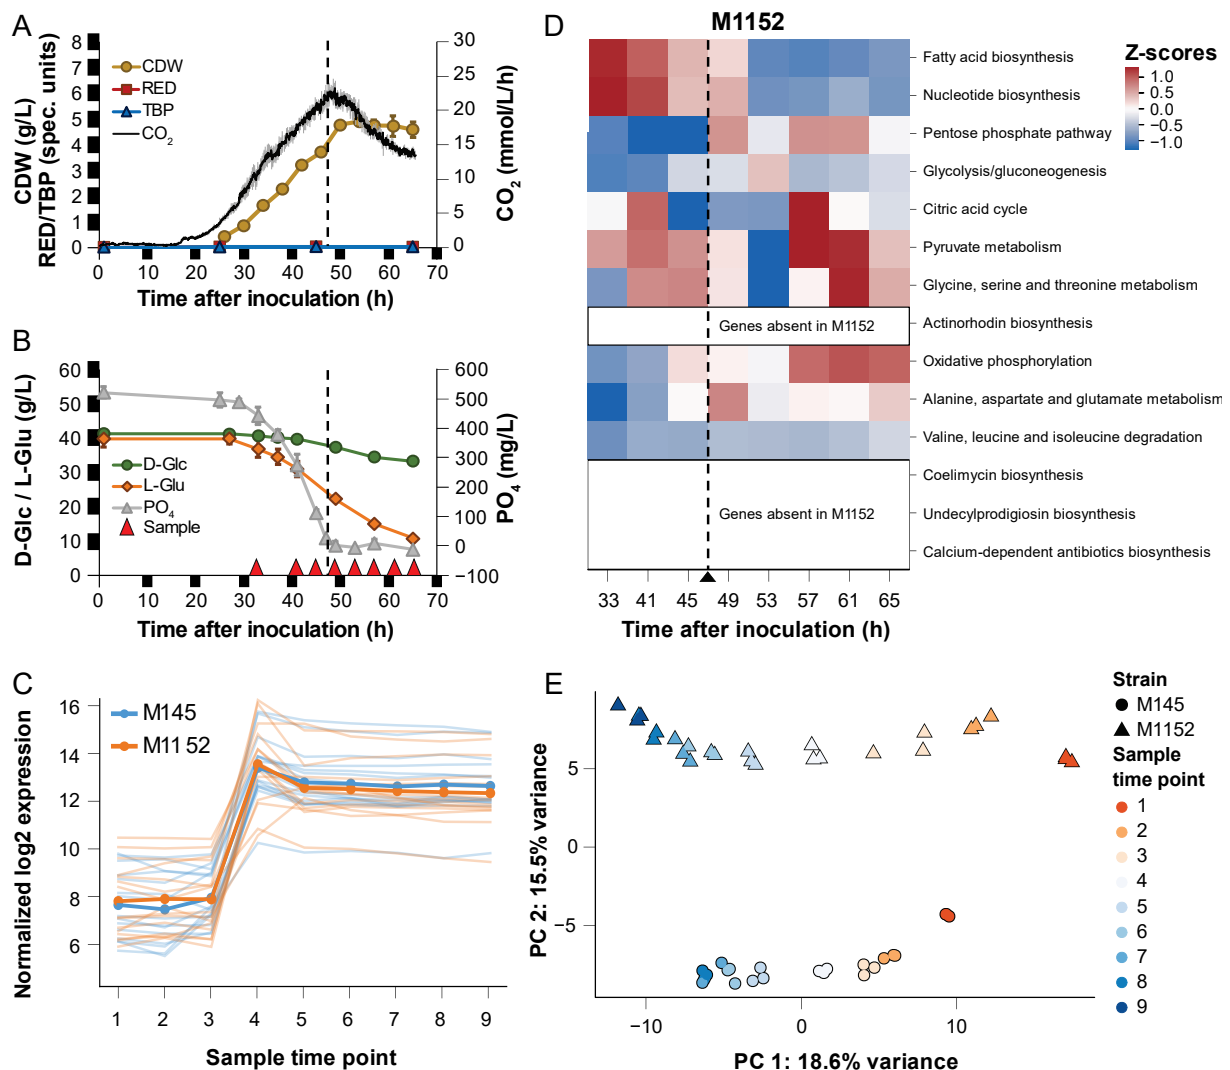 A
CDW (g/L)
RED/TBP (spec. units)
8
7
6
5
4
3
2
1
0
CDW
RED
TBP
CO2
30
25
20
15
10
5
0
CO2 (mmol/L/h)
0 10 20 30 40 50 60 70
Time after inoculation (h)
B
D-Glc / L-Glu (g/L)
60
50
40
30
20
10
0
D-Glc
L-Glu
PO4
Sample
600
500
400
300
200
100
0
−100
PO4 (mg/L)
0 10 20 30 40 50 60 70
Time after inoculation (h)
C
Normalized log2 expression
16
14
12
10
8
6
M145
M1152
1 2 3 4 5 6 7 8 9
Sample time point
D
M1152
Fatty acid biosynthesis
Nucleotide biosynthesis
Pentose phosphate pathway
Glycolysis/gluconeogenesis
Citric acid cycle
Pyruvate metabolism
Glycine, serine and threonine metabolism
Genes absent in M1152
Actinorhodin biosynthesis
Oxidative phosphorylation
Alanine, aspartate and glutamate metabolism
Valine, leucine and isoleucine degradation
Coelimycin biosynthesis
Genes absent in M1152
Undecylprodigiosin biosynthesis
Calcium-dependent antibiotics biosynthesis
33 41 45 49 53 57 61 65
Time after inoculation (h)
Z-scores
1.0
0.5
0.0
−0.5
−1.0
E
PC 2: 15.5% variance
5
0
−5
−10 0 10
PC 1: 18.6% variance
Strain
M145
M1152
Sample
time point
1
2
3
4
5
6
7
8
9